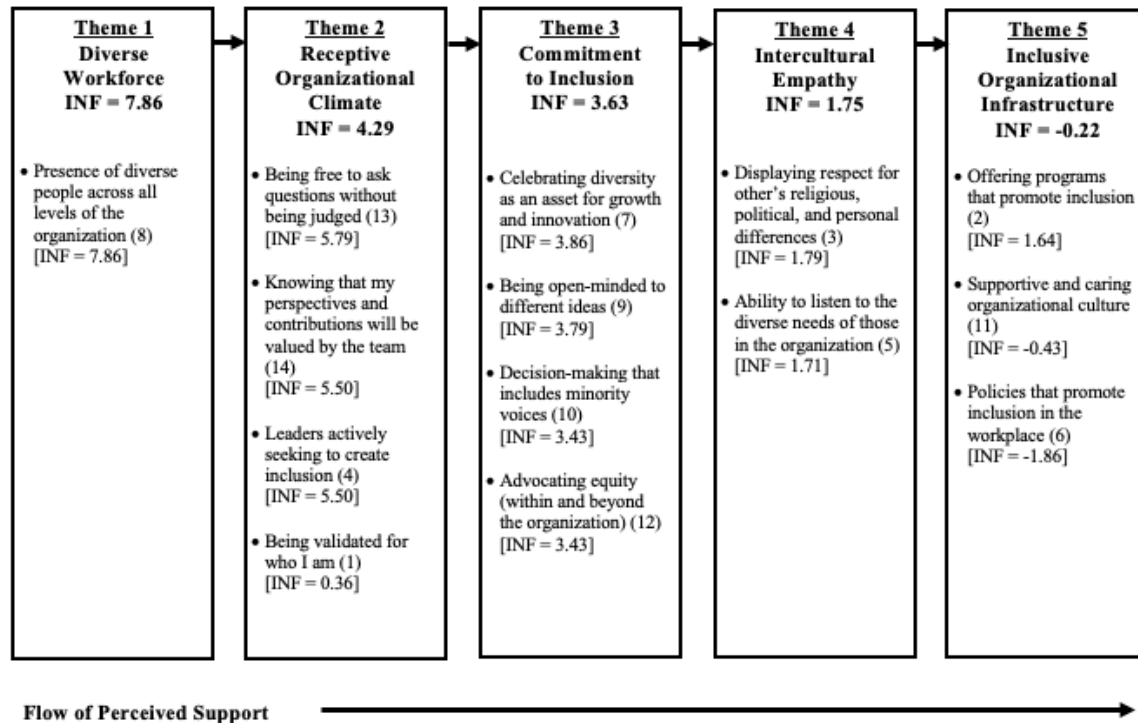 Theme 1
Diverse
Workforce
INF = 7.86
• Presence of diverse
people across all
levels of the
organization (8)
[INF = 7.86]
Theme 2
Receptive
Organizational
Climate
INF = 4.29
• Being free to ask
questions without
being judged (13)
[INF = 5.79]
• Knowing that my
perspectives and
contributions will be
valued by the team
(14)
[INF = 5.50]
• Leaders actively
seeking to create
inclusion (4)
[INF = 5.50]
• Being validated for
who I am (1)
[INF = 0.36]
Theme 3
Commitment
to Inclusion
INF = 3.63
• Celebrating diversity
as an asset for growth
and innovation (7)
[INF = 3.86]
• Being open-minded to
different ideas (9)
[INF = 3.79]
• Decision-making that
includes minority
voices (10)
[INF = 3.43]
• Advocating equity
(within and beyond
the organization) (12)
[INF = 3.43]
Theme 4
Intercultural
Empathy
INF = 1.75
• Displaying respect for
other's religious,
political, and personal
differences (3)
[INF = 1.79]
• Ability to listen to the
diverse needs of those
in the organization (5)
[INF = 1.71]
Theme 5
Inclusive
Organizational
Infrastructure
INF = -0.22
• Offering programs
that promote inclusion
(2)
[INF = 1.64]
• Supportive and caring
organizational culture
(11)
[INF = -0.43]
• Policies that promote
inclusion in the
workplace (6)
[INF = -1.86]
Flow of Perceived Support